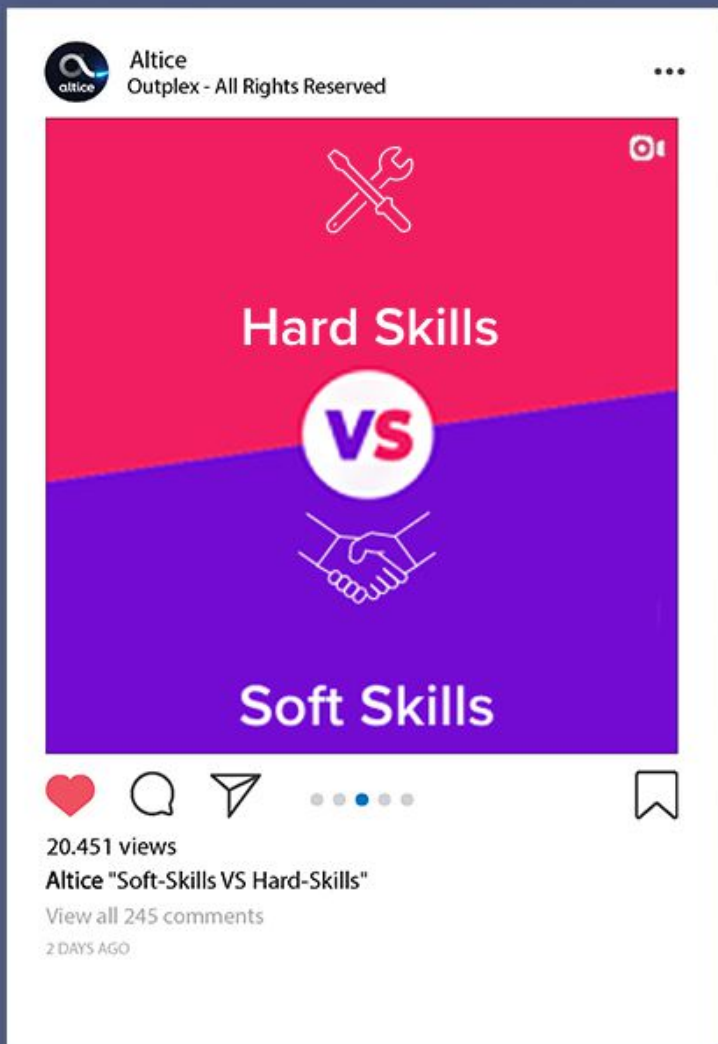 altice
Altice
Outplex - All Rights Reserved
Hard Skills
VS
Soft Skills
20.451 views
Altice "Soft-Skills VS Hard-Skills"
View all 245 comments
2 DAYS AGO